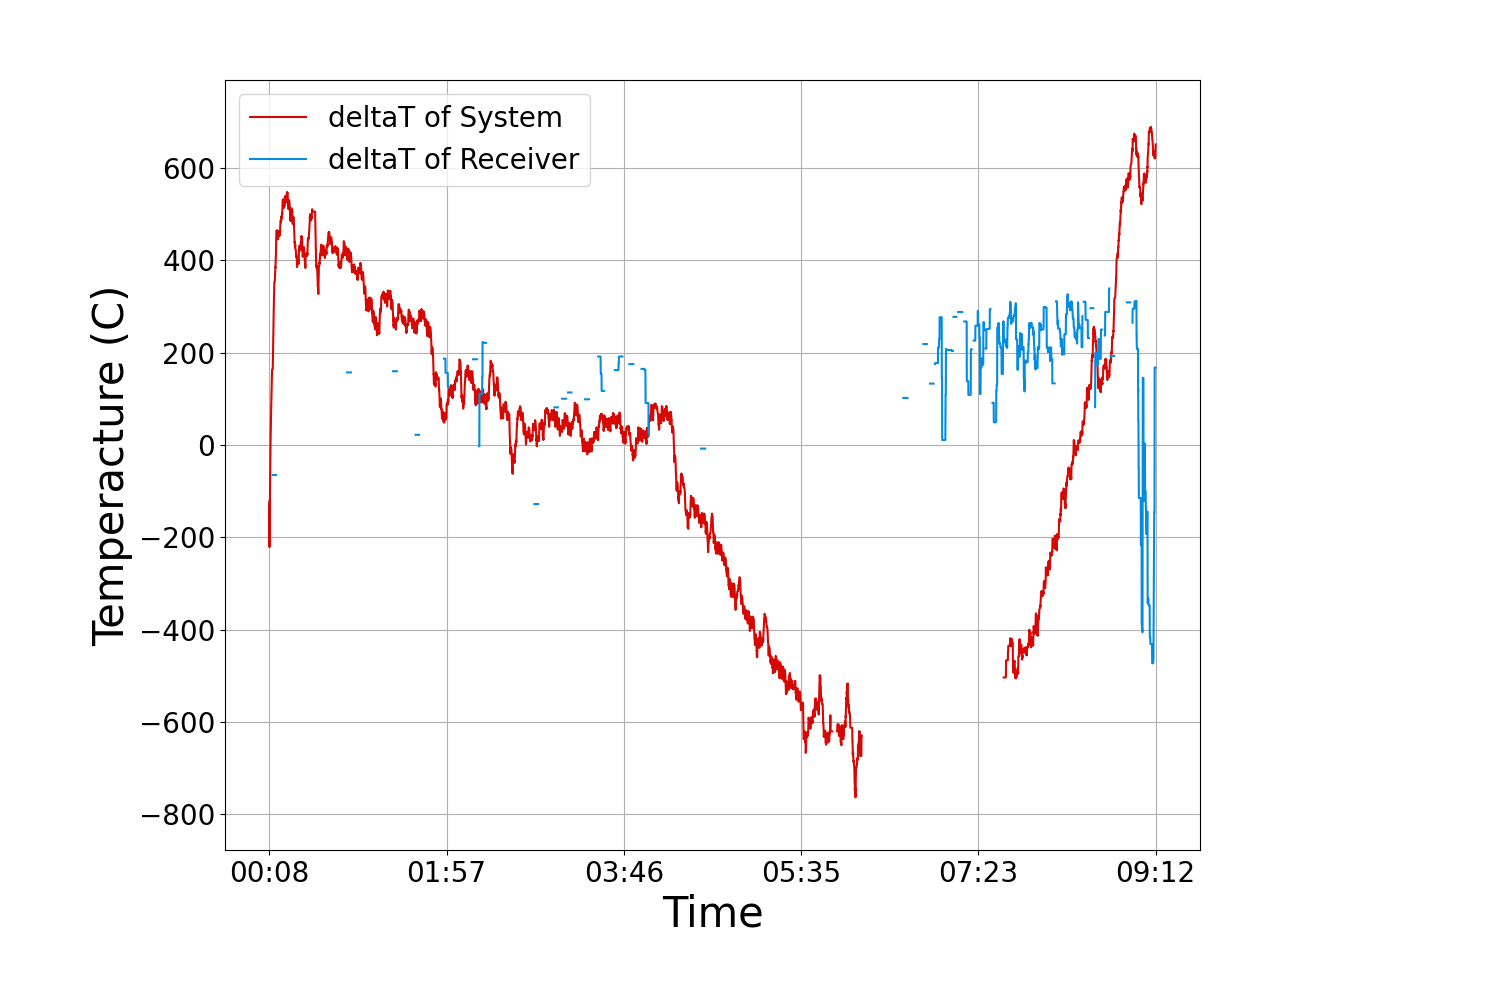 deltaT of System
deltaT of Receiver
600
400
200
0
−200
−400
−600
−800
Temperacture (C)
00:08 01:57 03:46 05:35 07:23 09:12
Time